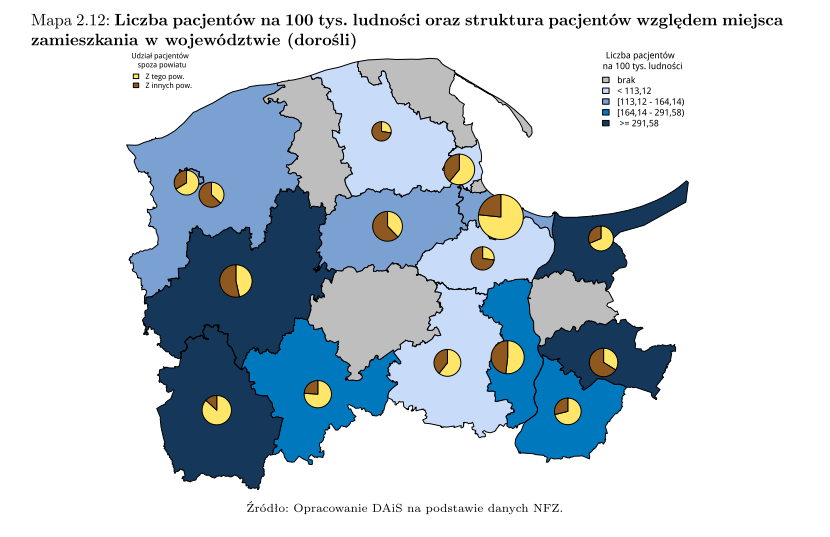 Mapa 2.12: Liczba pacjentów na 100 tys. ludności oraz struktura pacjentów względem miejsca
zamieszkania w województwie (dorośli)
Udział pacjentów
spoza powiatu
Z tego pow.
Z innych pow.
Liczba pacjentów
na 100 tys. ludności
brak
< 113,12
[113,12 - 164,14)
[164,14 - 291,58)
>= 291,58
Źródło: Opracowanie DAiS na podstawie danych NFZ.